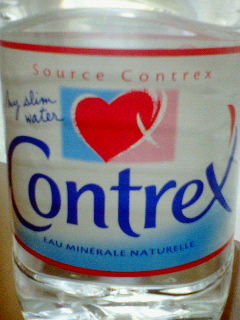 Source Contrex
my slim
water
Contrex
EAU MINÉRALE NATURELLE